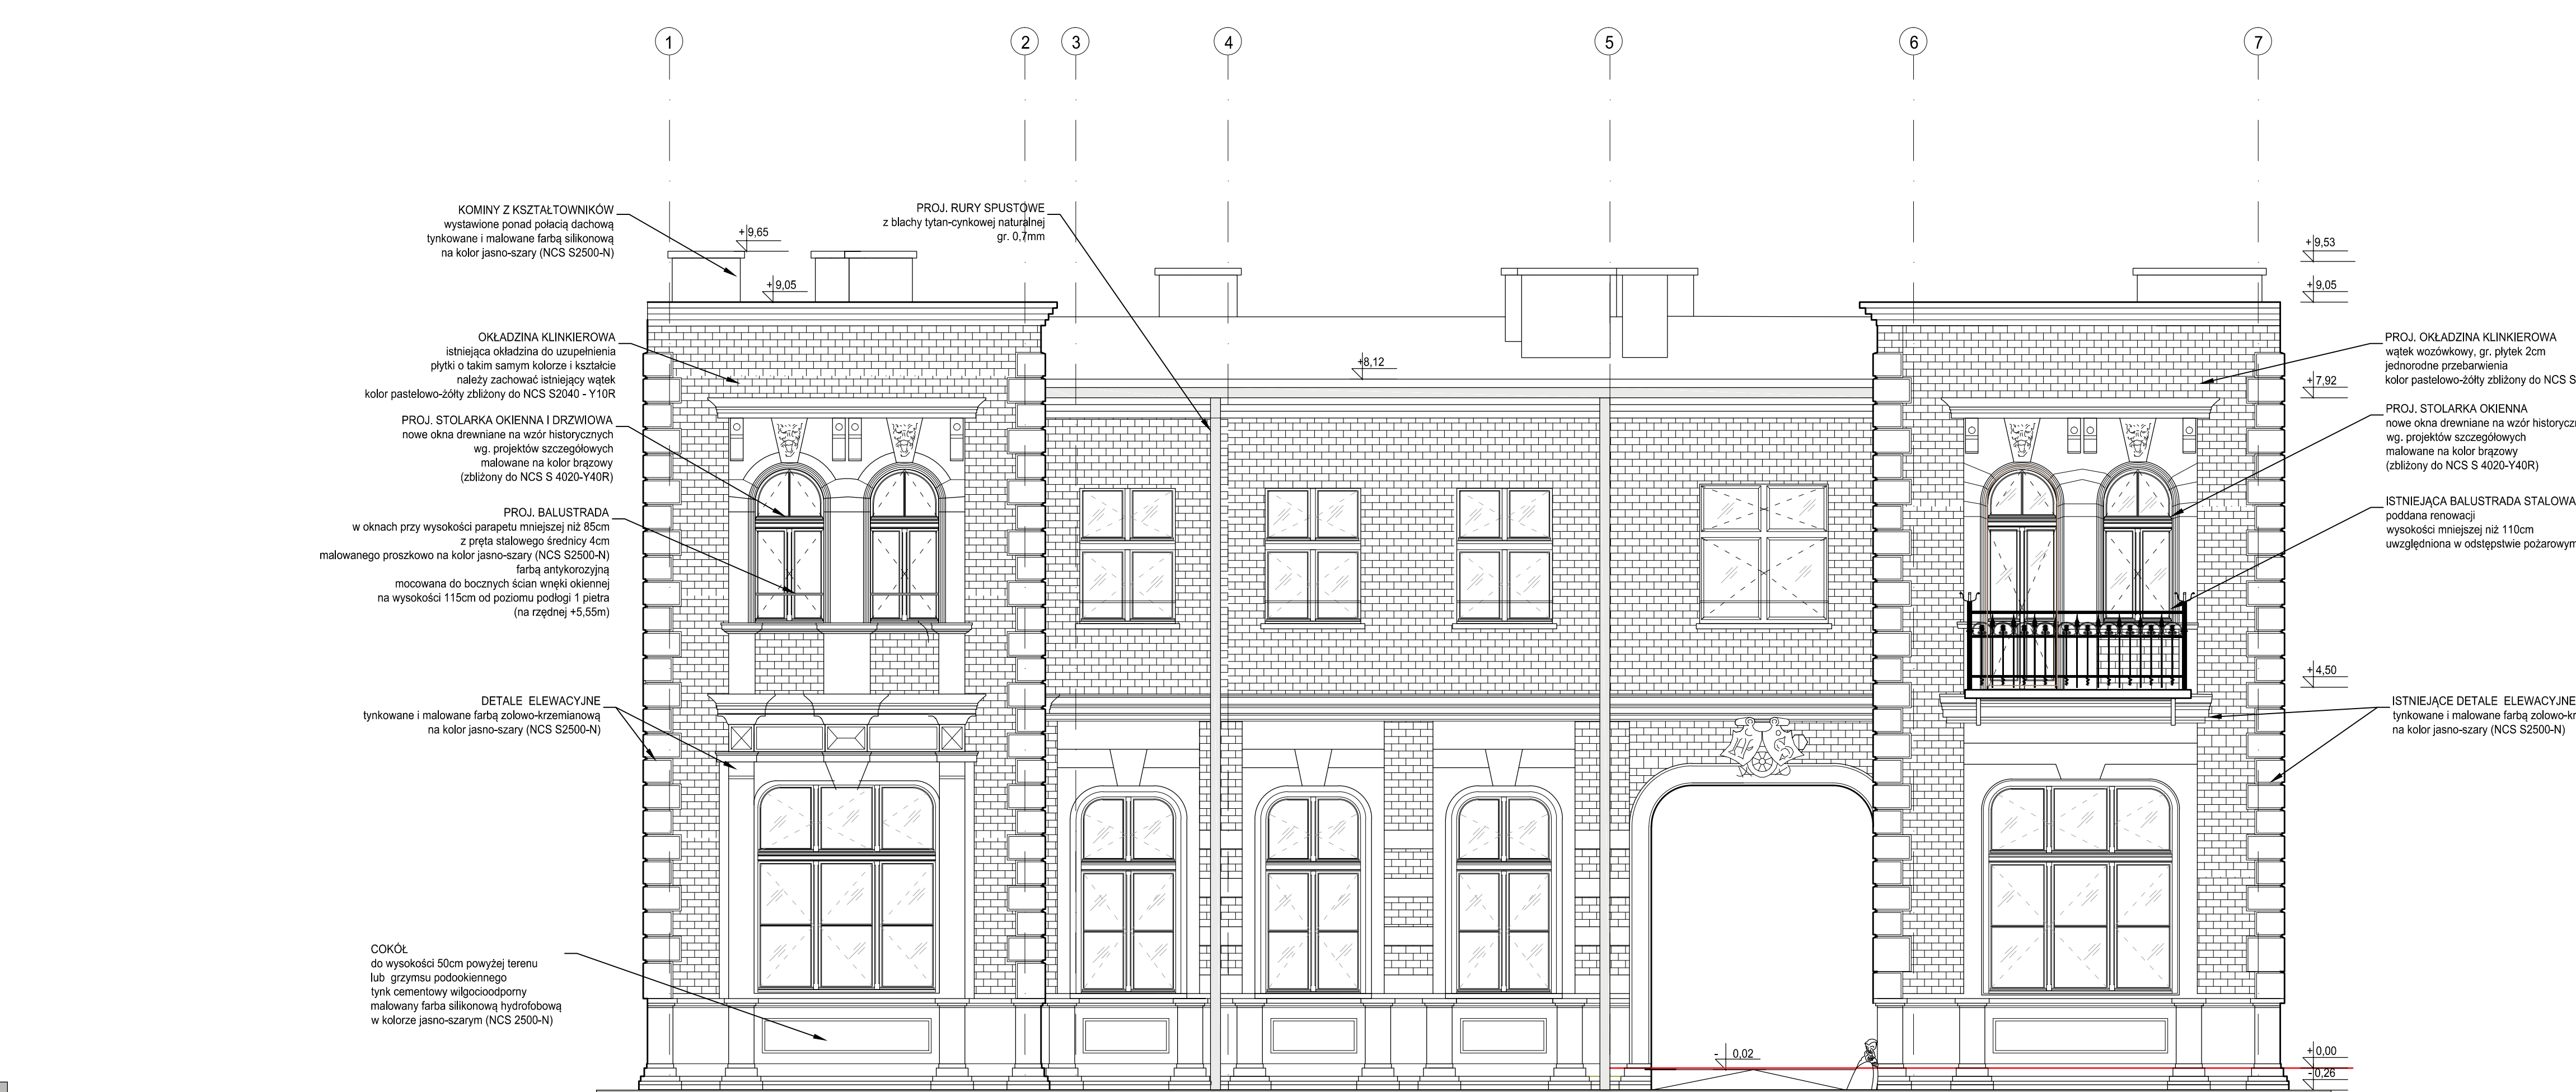 1
2
3
4
5
6
7
KOMINY Z KSZTAŁTOWNIKÓW
wystawione ponad połacią dachową
tynkowane i malowane farbą silikonową
na kolor jasno-szary (NCS S2500-N)
PROJ. RURY SPUSTOWE
z blachy tytan-cynkowej naturalnej
gr. 0,7mm
+9,65
+9,05
+9,53
+9,05
OKŁADZINA KLINKIEROWA
istniejąca okładzina do uzupełnienia
płytki o takim samym kolorze i kształcie
należy zachować istniejący wątek
kolor pastelowo-żółty zbliżony do NCS S2040 - Y10R
+8,12
PROJ. OKŁADZINA KLINKIEROWA
wątek wozówkowy, gr. płytek 2cm
jednorodne przebarwienia
kolor pastelowo-żółty zbliżony do NCS S
+7,92
PROJ. STOLARKA OKIENNA I DRZWIOWA
nowe okna drewniane na wzór historycznych
wg. projektów szczegółowych
malowane na kolor brązowy
(zbliżony do NCS S 4020-Y40R)
PROJ. STOLARKA OKIENNA
nowe okna drewniane na wzór historyczn
wg. projektów szczegółowych
malowane na kolor brązowy
(zbliżony do NCS S 4020-Y40R)
PROJ. BALUSTRADA
w oknach przy wysokości parapetu mniejszej niż 85cm
z pręta stalowego średnicy 4cm
malowanego proszkowo na kolor jasno-szary (NCS S2500-N)
farbą antykorozyjną
mocowana do bocznych ścian wnęki okiennej
na wysokości 115cm od poziomu podłogi 1 pietra
(na rzędnej +5,55m)
ISTNIEJĄCA BALUSTRADA STALOWA
poddana renowacji
wysokości mniejszej niż 110cm
uwzględniona w odstępstwie pożarowym
+4,50
DETALE ELEWACYJNE
tynkowane i malowane farbą zolowo-krzemianową
na kolor jasno-szary (NCS S2500-N)
ISTNIEJĄCE DETALE ELEWACYJNE
tynkowane i malowane farbą zolowo-kr
na kolor jasno-szary (NCS S2500-N)
COKÓŁ
do wysokości 50cm powyżej terenu
lub grzymsu podookiennego
tynk cementowy wilgocioodporny
malowany farba silikonową hydrofobową
w kolorze jasno-szarym (NCS 2500-N)
- 0,02
+0,00
-0,26